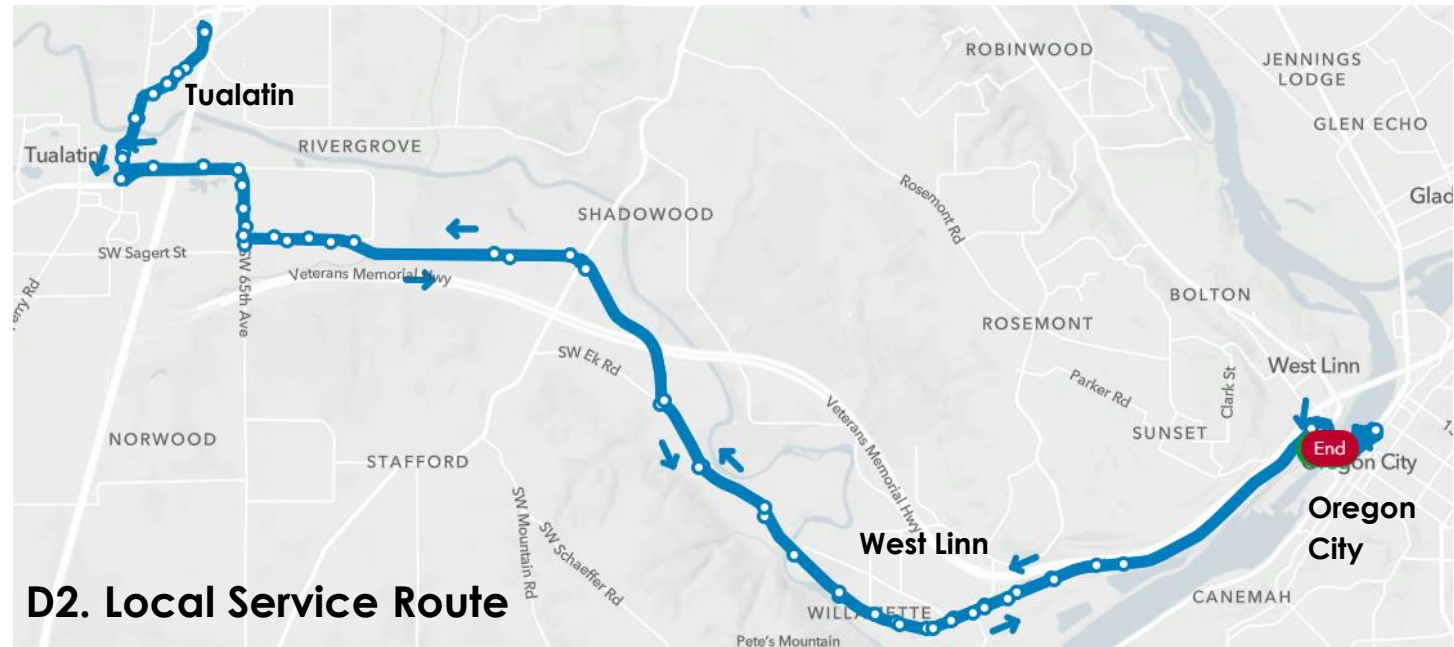 ROBINWOOD
JENNINGS
LODGE
Tualatin
GLEN ECHO
RIVERGROVE
Tualatin
Rosemont Rd
Glad
SHADOWOOD
SW Sagert St
SW 65th Ave
Veterans Memorial Hwy
erry Rd
BOLTON
ROSEMONT
SW Ek Rd
West Linn
Parker Rd
Clark St
Veterans Memorial Hwy
NORWOOD
SUNSET
STAFFORD
End
Oregon City
SW Mountain Rd
SW Schaeffer Rd
Oregon
City
West Linn
D2. Local Service Route
WILLAMETTE
CANEMAH
Pete's Mountain